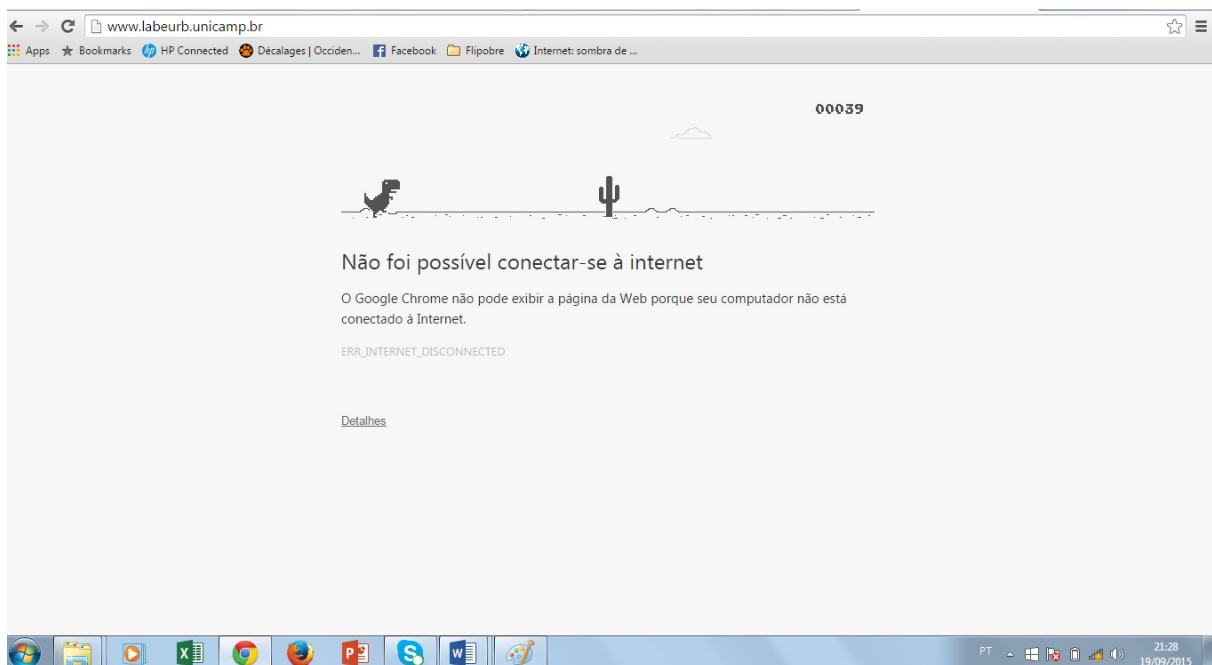 www.labeurb.unicamp.br
Apps Bookmarks HP Connected Décalages | Occiden... Facebook Flipobre Internet: sombra de ...
00039
Não foi possível conectar-se à internet
O Google Chrome não pode exibir a página da Web porque seu computador não está
conectado à Internet.
ERR_INTERNET_DISCONNECTED
Detalhes
PT 21:28
19/09/2015